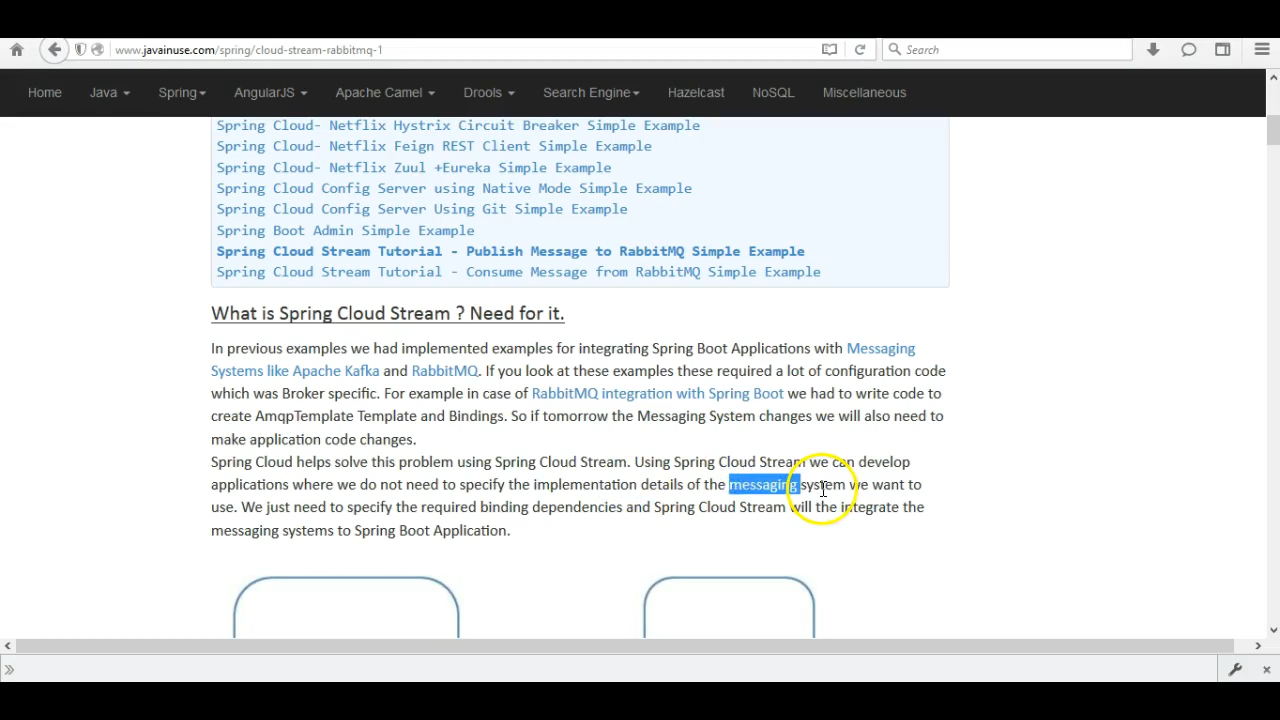 www.javainuse.com/spring/cloud-stream-rabbitmq-1
Search
Home Java Spring AngularJS Apache Camel Drools Search Engine Hazelcast NoSQL Miscellaneous
Spring Cloud- Netflix Hystrix Circuit Breaker Simple Example
Spring Cloud- Netflix Feign REST Client Simple Example
Spring Cloud- Netflix Zuul +Eureka Simple Example
Spring Cloud Config Server using Native Mode Simple Example
Spring Cloud Config Server Using Git Simple Example
Spring Boot Admin Simple Example
Spring Cloud Stream Tutorial - Publish Message to RabbitMQ Simple Example
Spring Cloud Stream Tutorial - Consume Message from RabbitMQ Simple Example
What is Spring Cloud Stream ? Need for it.
In previous examples we had implemented examples for integrating Spring Boot Applications with Messaging
Systems like Apache Kafka and RabbitMQ. If you look at these examples these required a lot of configuration code
which was Broker specific. For example in case of RabbitMQ integration with Spring Boot we had to write code to
create AmqpTemplate Template and Bindings. So if tomorrow the Messaging System changes we will also need to
make application code changes.
Spring Cloud helps solve this problem using Spring Cloud Stream. Using Spring Cloud Stream we can develop
applications where we do not need to specify the implementation details of the messaging system we want to
use. We just need to specify the required binding dependencies and Spring Cloud Stream will the integrate the
messaging systems to Spring Boot Application.